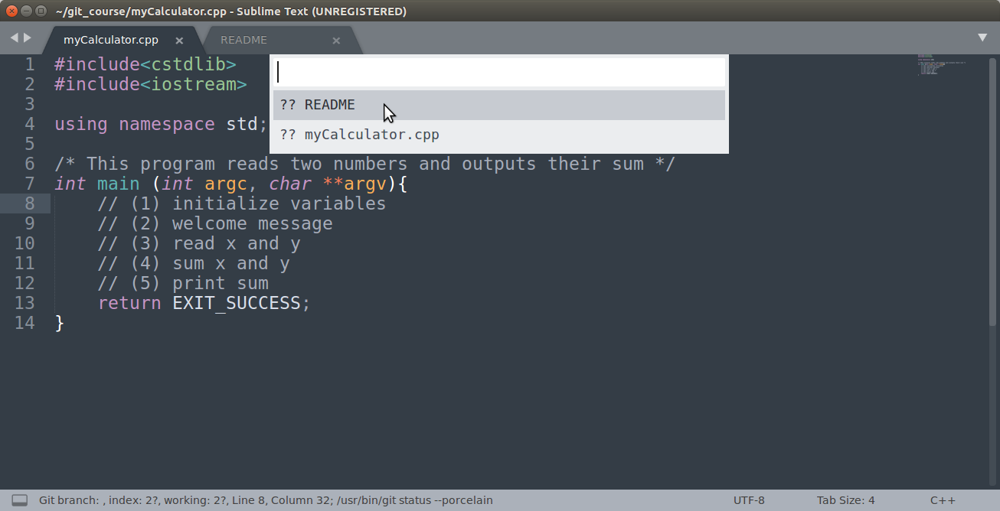 ~/git_course/myCalculator.cpp - Sublime Text (UNREGISTERED)
myCalculator.cpp × README ×
?? README
?? myCalculator.cpp
1 #include<cstdlib>
2 #include<iostream>
3
4 using namespace std;
5
6 /* This program reads two numbers and outputs their sum */
7 int main (int argc, char **argv){
8     // (1) initialize variables
9     // (2) welcome message
10     // (3) read x and y
11     // (4) sum x and y
12     // (5) print sum
13     return EXIT_SUCCESS;
14 }
Git branch: , index: 2?, working: 2?, Line 8, Column 32; /usr/bin/git status --porcelain UTF-8 Tab Size: 4 C++